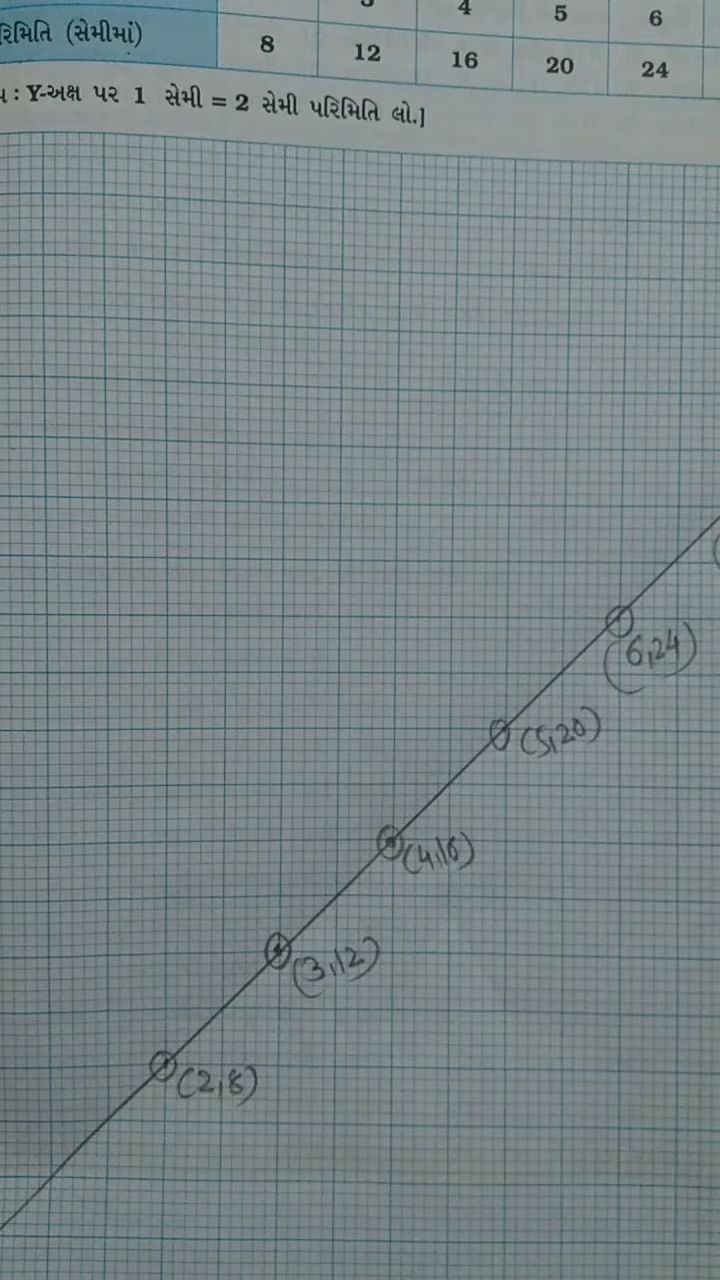 4 5 6
રિમિતિ (સેમીમાં) 8 12 16 20 24
: Y-અક્ષ પર 1 સેમી = 2 સેમી પરિમિતિ લો.]
(6,24)
(5,20)
(4,16)
(3,12)
(2,8)